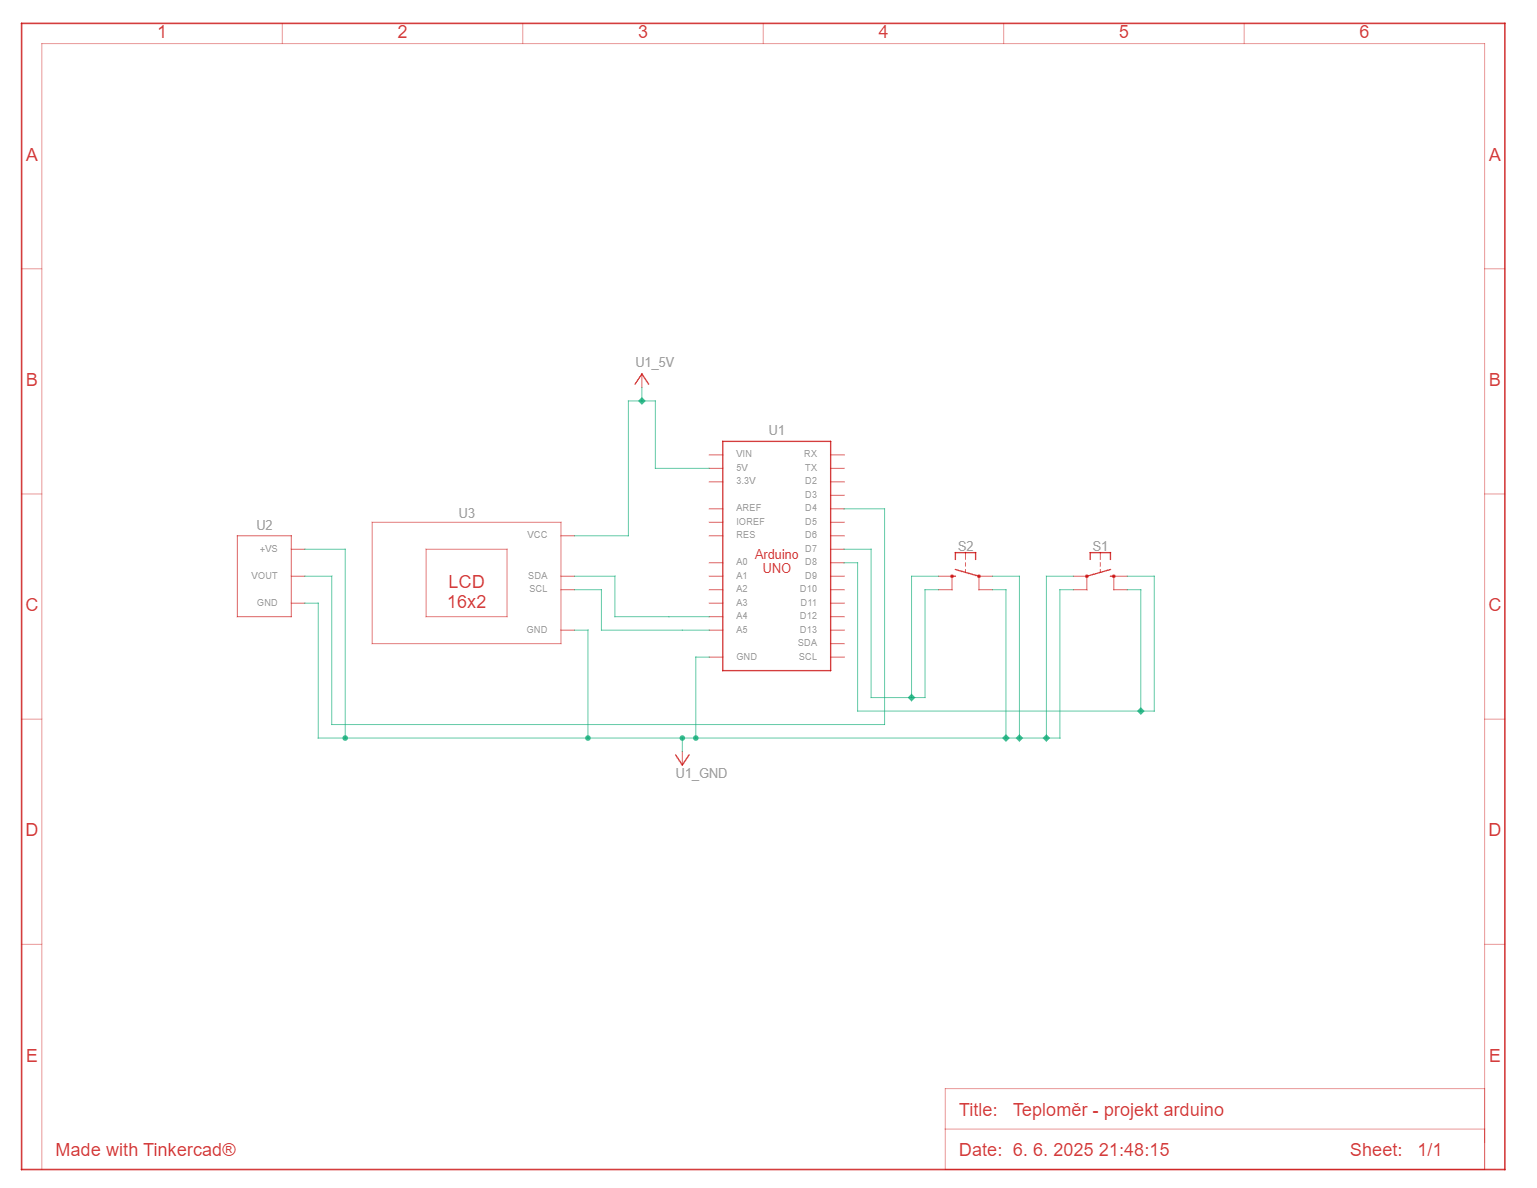 1 2 3 4 5 6
A A
U1_5V
B B
U1
VIN RX
5V TX
3.3V D2
D3
AREF D4
IOREF D5
RES D6
D7
A0 D8
A1 D9
A2 D10
A3 D11
A4 D12
A5 D13
SDA
GND SCL
Arduino
UNO
U3
VCC
SDA
SCL
GND
LCD
16x2
U2
+VS
VOUT
GND
S2 S1
C C
U1_GND
D D
E E
Title: Teploměr - projekt arduino
Date: 6. 6. 2025 21:48:15 Sheet: 1/1
Made with Tinkercad®